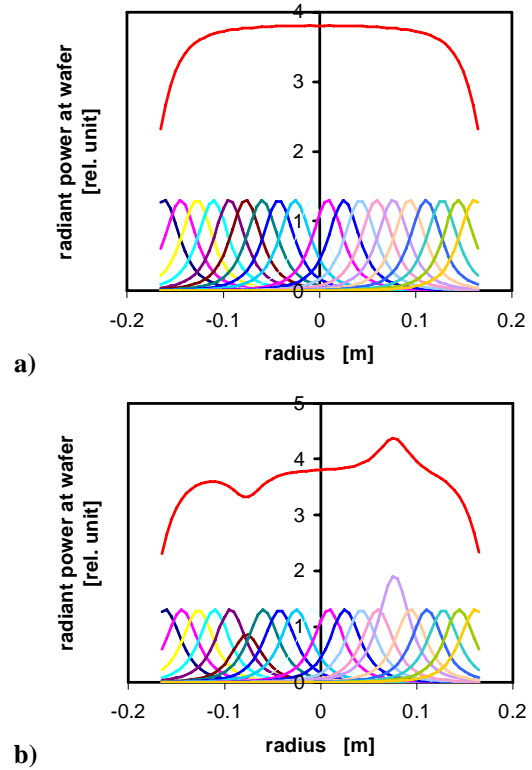 4
3
2
1
0
radiant power at wafer
[rel. unit]
-0.2
-0.1
0
0.1
0.2
radius [m]
a)
5
4
3
2
1
0
radiant power at wafer
[rel. unit]
-0.2
-0.1
0
0.1
0.2
radius [m]
b)